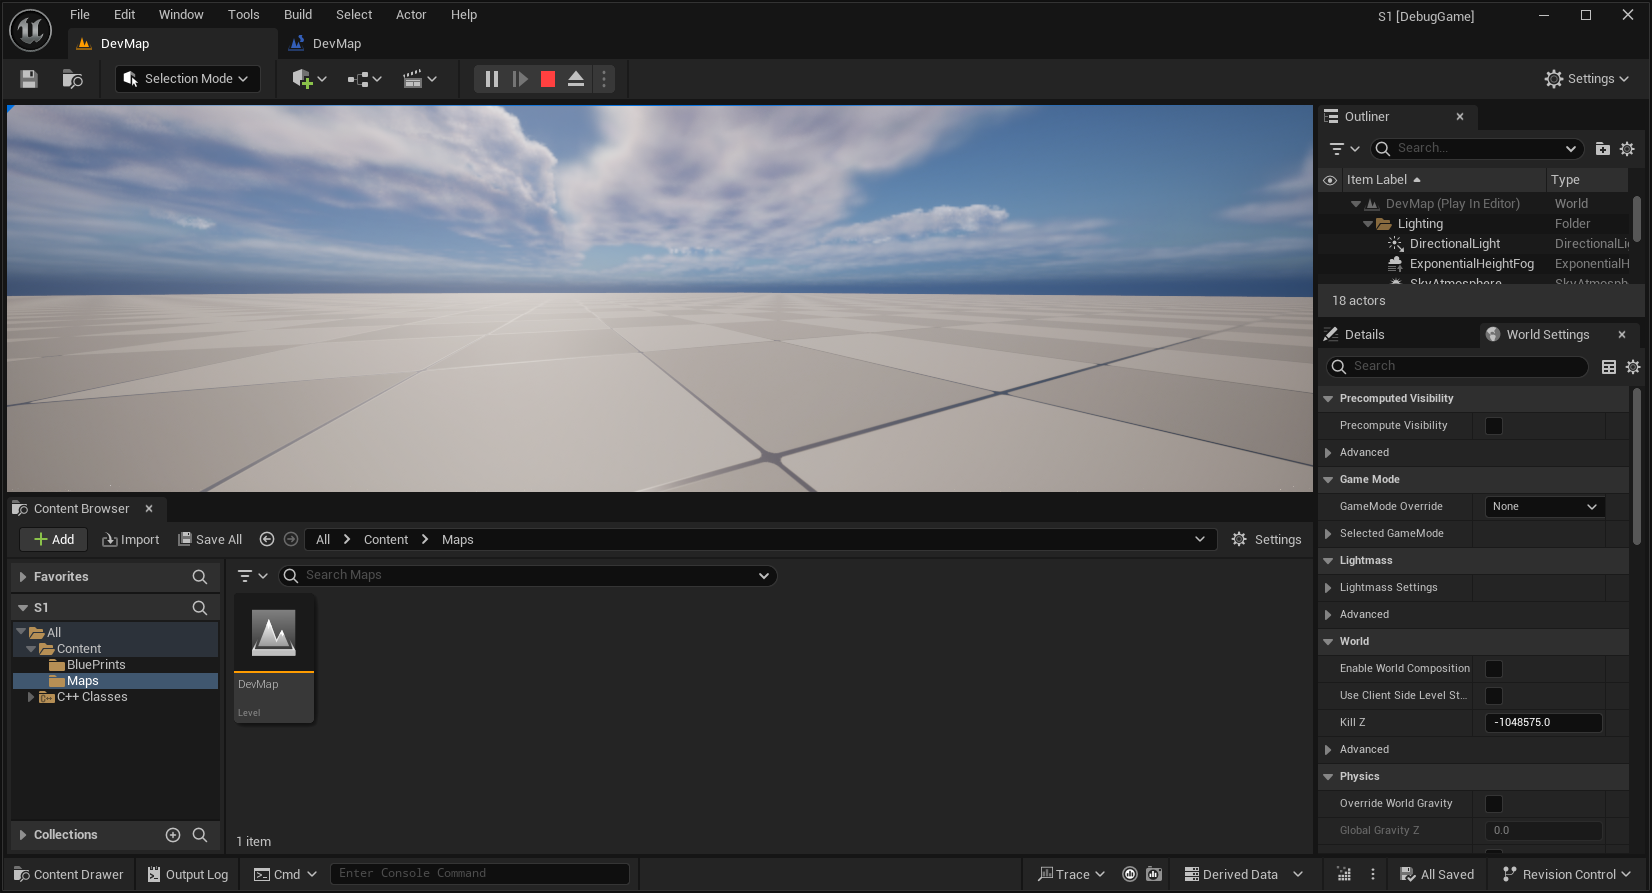 File Edit Window Tools Build Select Actor Help
S1 [DebugGame]
DevMap
DevMap
Selection Mode
Settings
Outliner
Search...
Item Label Type
DevMap (Play In Editor) World
Lighting Folder
DirectionalLight DirectionalLi
ExponentialHeightFog ExponentialH
SkyAtmosphere SkyAtmosph
18 actors
Details
World Settings
Search
Precomputed Visibility
Precompute Visibility
Advanced
Game Mode
GameMode Override None
Selected GameMode
Lightmass
Lightmass Settings
Advanced
World
Enable World Composition
Use Client Side Level St...
Kill Z -1048575.0
Advanced
Physics
Override World Gravity
Global Gravity Z 0.0
Content Browser
Add Import Save All All Content Maps Settings
Favorites
Search Maps
S1
All
Content
BluePrints
Maps
C++ Classes
DevMap
Level
Collections
1 item
Content Drawer Output Log Cmd Enter Console Command Trace Derived Data All Saved Revision Control